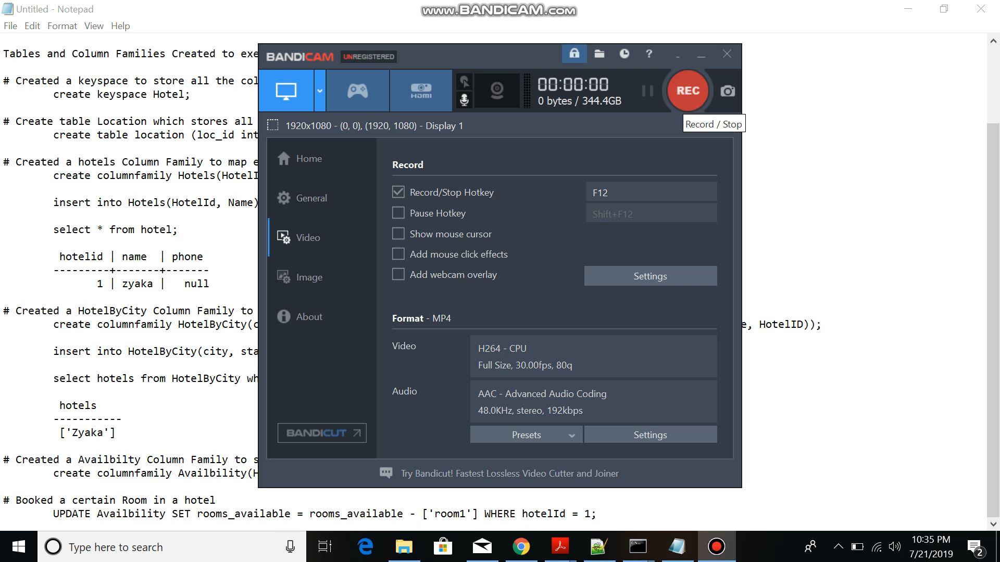 Untitled - Notepad
www.BANDICAM.com
File Edit Format View Help
Tables and Column Families Created to exe
# Created a keyspace to store all the col
create keyspace Hotel;
# Create table Location which stores all
create table location (loc_id int
# Created a hotels Column Family to map e
create columnfamily Hotels(HotelI
insert into Hotels(HotelId, Name)
select * from hotel;
hotelid | name | phone
---------+-------+-------
1 | zyaka | null
# Created a HotelByCity Column Family to
create columnfamily HotelByCity(c
e, HotelID));
insert into HotelByCity(city, sta
select hotels from HotelByCity wh
hotels
-----------
['Zyaka']
# Created a Availbilty Column Family to s
create columnfamily Availbility(H
# Booked a certain Room in a hotel
UPDATE Availbility SET rooms_available = rooms_available - ['room1'] WHERE hotelId = 1;
BANDICAM UNREGISTERED
?
HDMI
00:00:00
0 bytes / 344.4GB
REC
1920x1080 - (0, 0), (1920, 1080) - Display 1
Record / Stop
Home
General
Video
Image
About
BANDICUT
Record
Record/Stop Hotkey F12
Pause Hotkey Shift+F12
Show mouse cursor
Add mouse click effects
Add webcam overlay Settings
Format - MP4
Video
H264 - CPU
Full Size, 30.00fps, 80q
Audio
AAC - Advanced Audio Coding
48.0KHz, stereo, 192kbps
Presets Settings
Try Bandicut! Fastest Lossless Video Cutter and Joiner
Type here to search
10:35 PM
7/21/2019
2